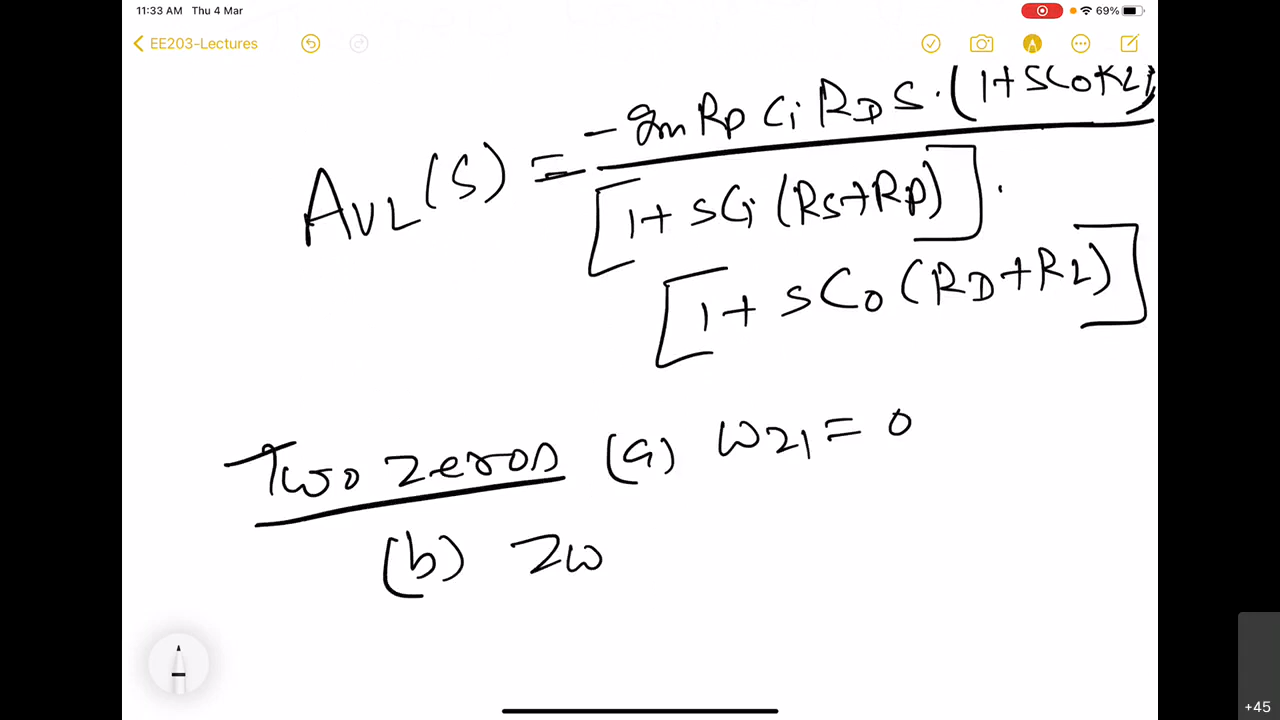 11:33 AM Thu 4 Mar
69%
EE203-Lectures
AVL(s) = - gm Rp Ci RD s . (1 + sCoRL)
[1 + sCi (Rs+Rp)] .
[1 + sCo (RD+RL)]
Two zeros (a) ωz1 = 0
(b) zω
+45